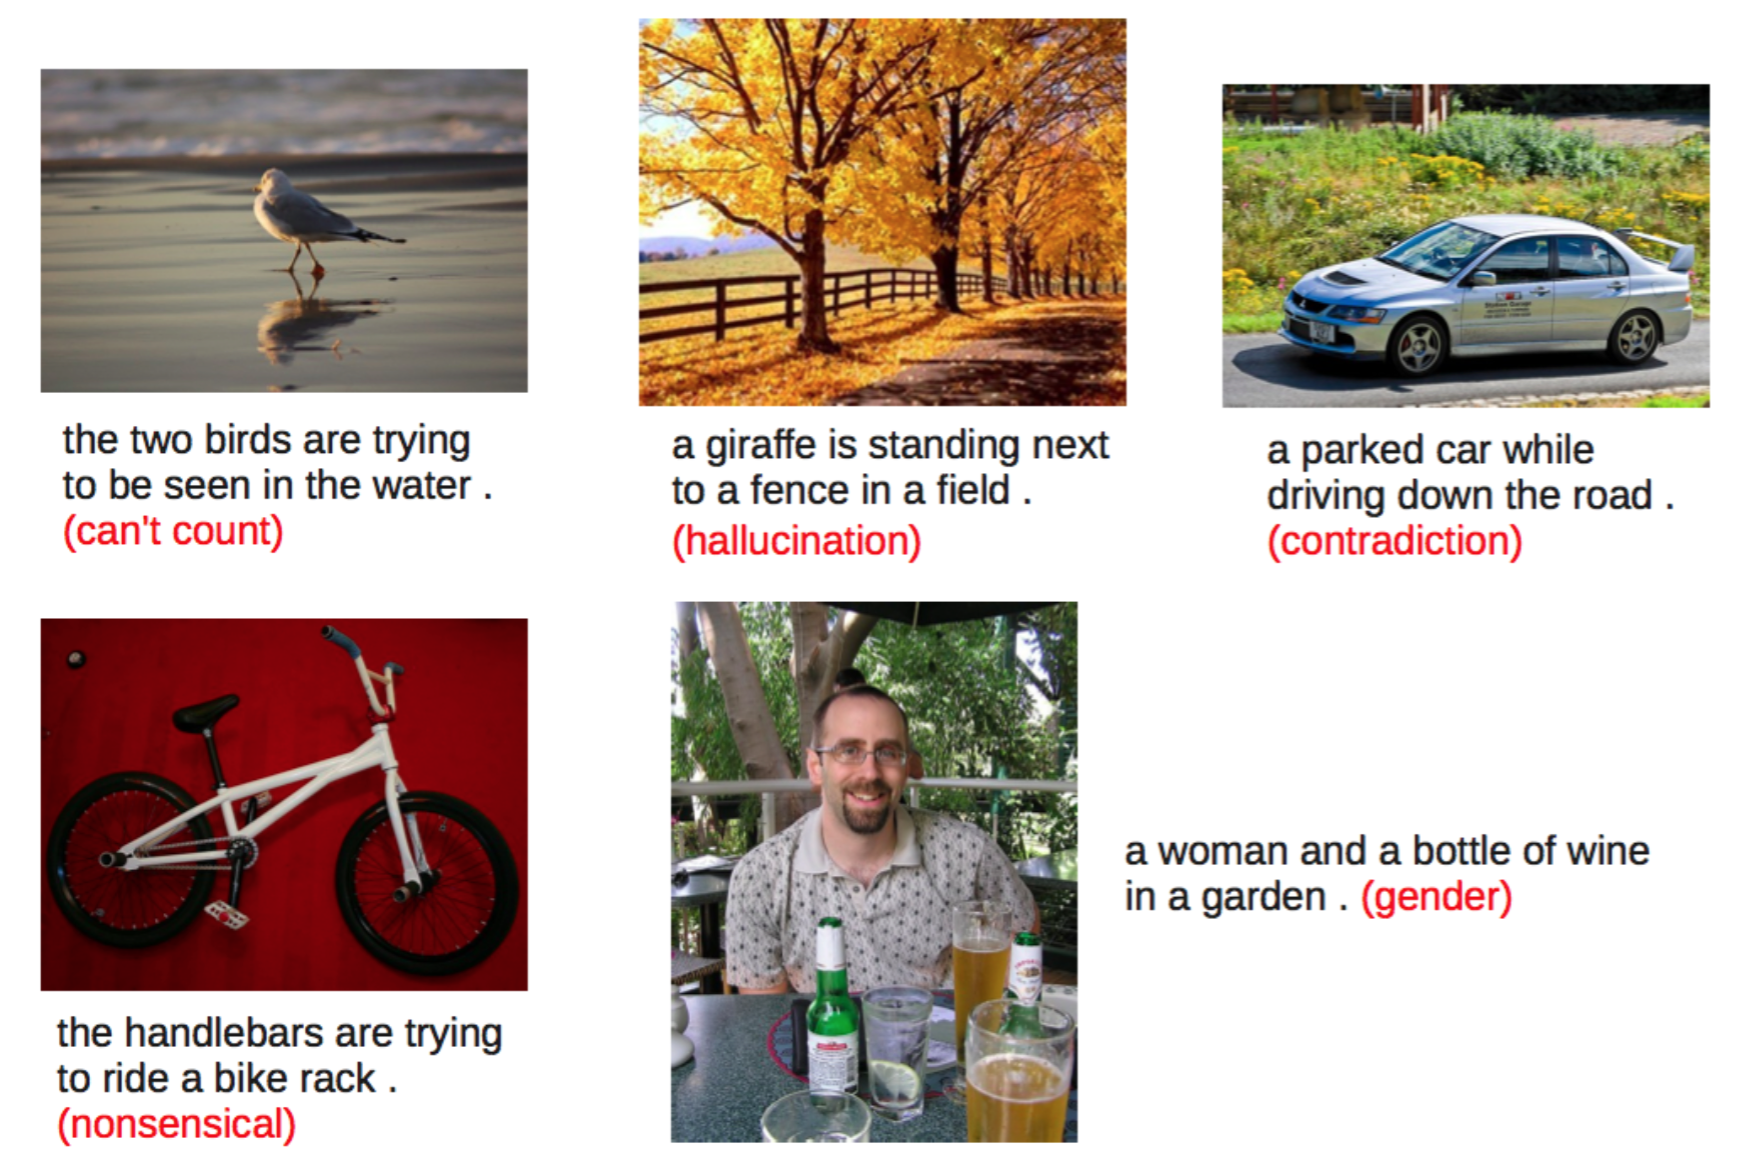 the two birds are trying
to be seen in the water .
(can't count)
a giraffe is standing next
to a fence in a field .
(hallucination)
a parked car while
driving down the road .
(contradiction)
the handlebars are trying
to ride a bike rack .
(nonsensical)
a woman and a bottle of wine
in a garden . (gender)